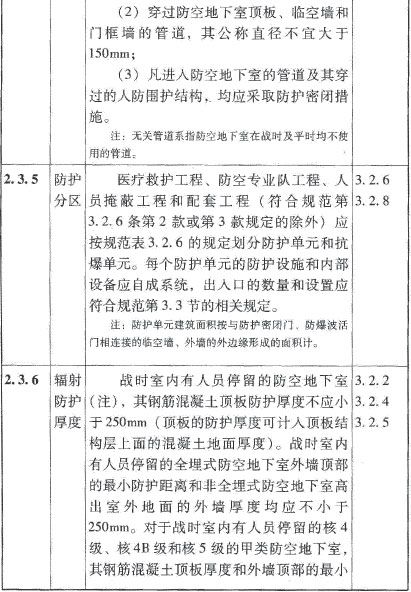 （2）穿过防空地下室顶板、临空墙和
门框墙的管道，其公称直径不宜大于
150mm；
（3）凡进入防空地下室的管道及其穿
过的人防围护结构，均应采取防护密闭措
施。
注：无关管道系指防空地下室在战时及平时均不使
用的管道。
2.3.5 防护 医疗救护工程、防空专业队工程、人 3.2.6
分区 员掩蔽工程和配套工程（符合规范第 3.2.8
3.2.6条第2款或第3款规定的除外）应
按规范表3.2.6的规定划分防护单元和抗
爆单元。每个防护单元的防护设施和内部
设备应自成系统，出入口的数量和设置应
符合规范第3.3节的相关规定。
注：防护单元建筑面积按与防护密闭门、防爆波活
门相连接的临空墙、外墙的外边缘形成的面积计。
2.3.6 辐射 战时室内有人员停留的防空地下室 3.2.2
防护 （注），其钢筋混凝土顶板防护厚度不应小 3.2.4
厚度 于250mm（顶板的防护厚度可计入顶板结 3.2.5
构层上面的混凝土地面厚度）。战时室内
有人员停留的全埋式防空地下室外墙顶部
的最小防护距离和非全埋式防空地下室高
出室外地面的外墙厚度均应不小于
250mm。对于战时室内有人员停留的核4
级、核4B级和核5级的甲类防空地下室，
其钢筋混凝土顶板厚度和外墙顶部的最小